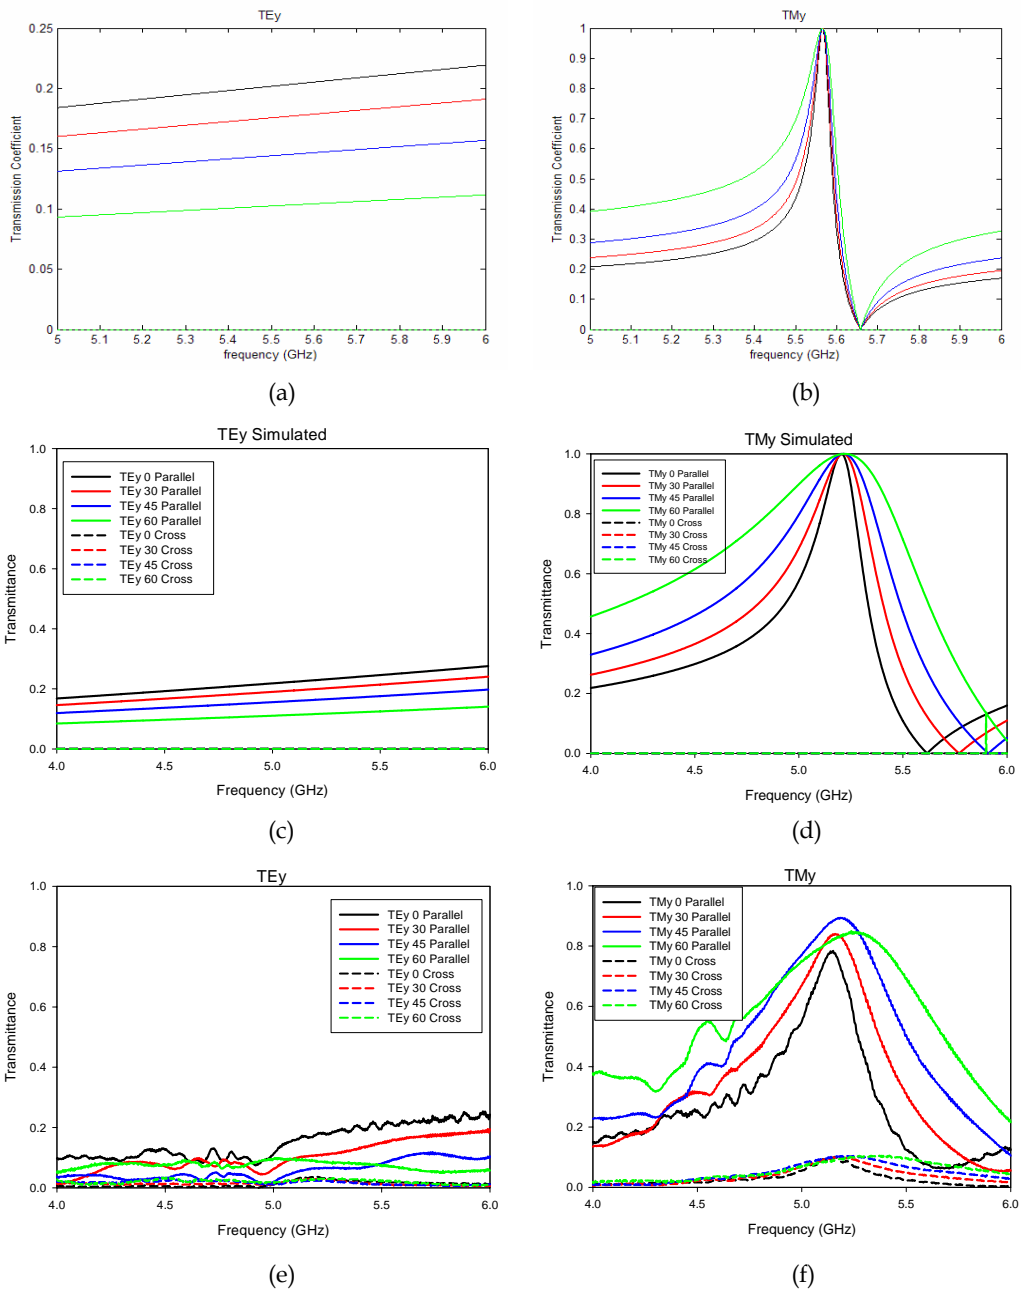 TEy
0.25
0.2
0.15
0.1
0.05
0
Transmission Coefficient
5 5.1 5.2 5.3 5.4 5.5 5.6 5.7 5.8 5.9 6
frequency (GHz)
(a)
TMy
1
0.9
0.8
0.7
0.6
0.5
0.4
0.3
0.2
0.1
0
Transmission Coefficient
5 5.1 5.2 5.3 5.4 5.5 5.6 5.7 5.8 5.9 6
frequency (GHz)
(b)
TEy Simulated
1.0
0.8
0.6
0.4
0.2
0.0
Transmittance
TEy 0 Parallel
TEy 30 Parallel
TEy 45 Parallel
TEy 60 Parallel
TEy 0 Cross
TEy 30 Cross
TEy 45 Cross
TEy 60 Cross
4.0 4.5 5.0 5.5 6.0
Frequency (GHz)
(c)
TMy Simulated
1.0
0.8
0.6
0.4
0.2
0.0
Transmittance
TMy 0 Parallel
TMy 30 Parallel
TMy 45 Parallel
TMy 60 Parallel
TMy 0 Cross
TMy 30 Cross
TMy 45 Cross
TMy 60 Cross
4.0 4.5 5.0 5.5 6.0
Frequency (GHz)
(d)
TEy
1.0
0.8
0.6
0.4
0.2
0.0
Transmittance
TEy 0 Parallel
TEy 30 Parallel
TEy 45 Parallel
TEy 60 Parallel
TEy 0 Cross
TEy 30 Cross
TEy 45 Cross
TEy 60 Cross
4.0 4.5 5.0 5.5 6.0
Frequency (GHz)
(e)
TMy
1.0
0.8
0.6
0.4
0.2
0.0
Transmittance
TMy 0 Parallel
TMy 30 Parallel
TMy 45 Parallel
TMy 60 Parallel
TMy 0 Cross
TMy 30 Cross
TMy 45 Cross
TMy 60 Cross
4.0 4.5 5.0 5.5 6.0
Frequency (GHz)
(f)